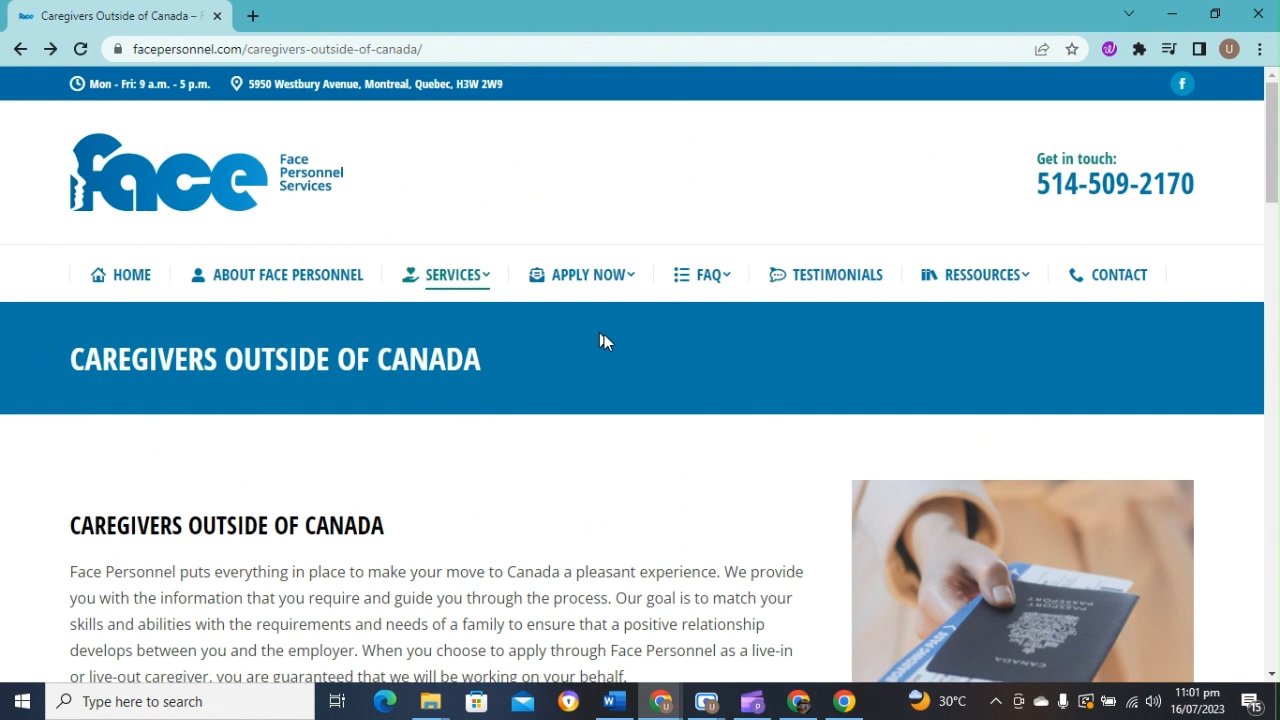 Caregivers Outside of Canada – F
facepersonnel.com/caregivers-outside-of-canada/
U
Mon - Fri: 9 a.m. - 5 p.m.
5950 Westbury Avenue, Montreal, Quebec, H3W 2W9
face
Face
Personnel
Services
Get in touch:
514-509-2170
HOME
ABOUT FACE PERSONNEL
SERVICES
APPLY NOW
FAQ
TESTIMONIALS
RESSOURCES
CONTACT
CAREGIVERS OUTSIDE OF CANADA
CAREGIVERS OUTSIDE OF CANADA
Face Personnel puts everything in place to make your move to Canada a pleasant experience. We provide
you with the information that you require and guide you through the process. Our goal is to match your
skills and abilities with the requirements and needs of a family to ensure that a positive relationship
develops between you and the employer. When you choose to apply through Face Personnel as a live-in
or live-out caregiver, you are guaranteed that we will be working on your behalf.
PASSPORT
PASSEPORT
CANADA
BOARDING PASS
Type here to search
30°C
11:01 pm
16/07/2023
15